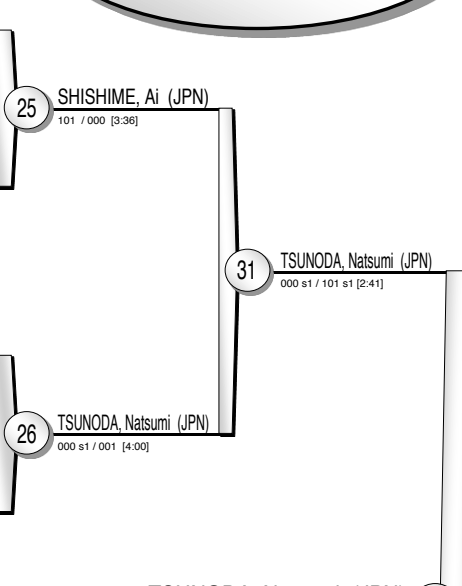 25
SHISHIME, Ai (JPN)
101 / 000 [3:36]
31
TSUNODA, Natsumi (JPN)
000 s1 / 101 s1 [2:41]
26
TSUNODA, Natsumi (JPN)
000 s1 / 001 [4:00]